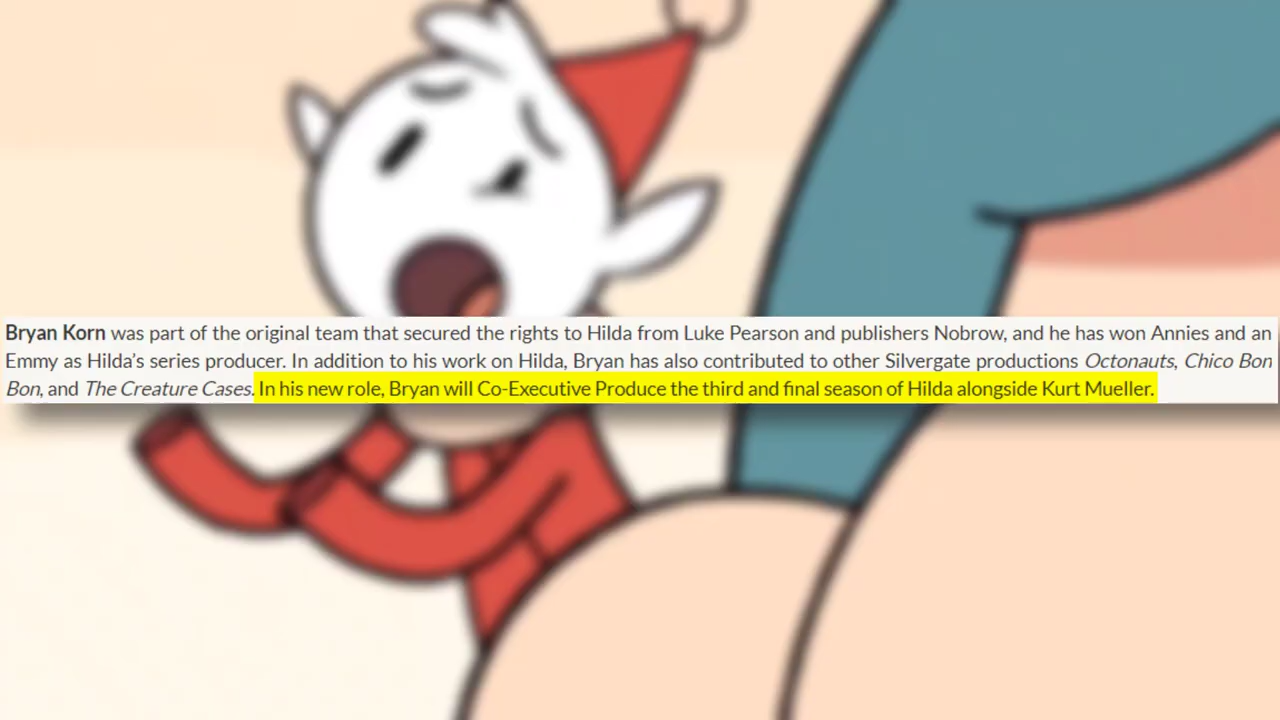 Bryan Korn was part of the original team that secured the rights to Hilda from Luke Pearson and publishers Nobrow, and he has won Annies and an
Emmy as Hilda’s series producer. In addition to his work on Hilda, Bryan has also contributed to other Silvergate productions Octonauts, Chico Bon
Bon, and The Creature Cases. In his new role, Bryan will Co-Executive Produce the third and final season of Hilda alongside Kurt Mueller.